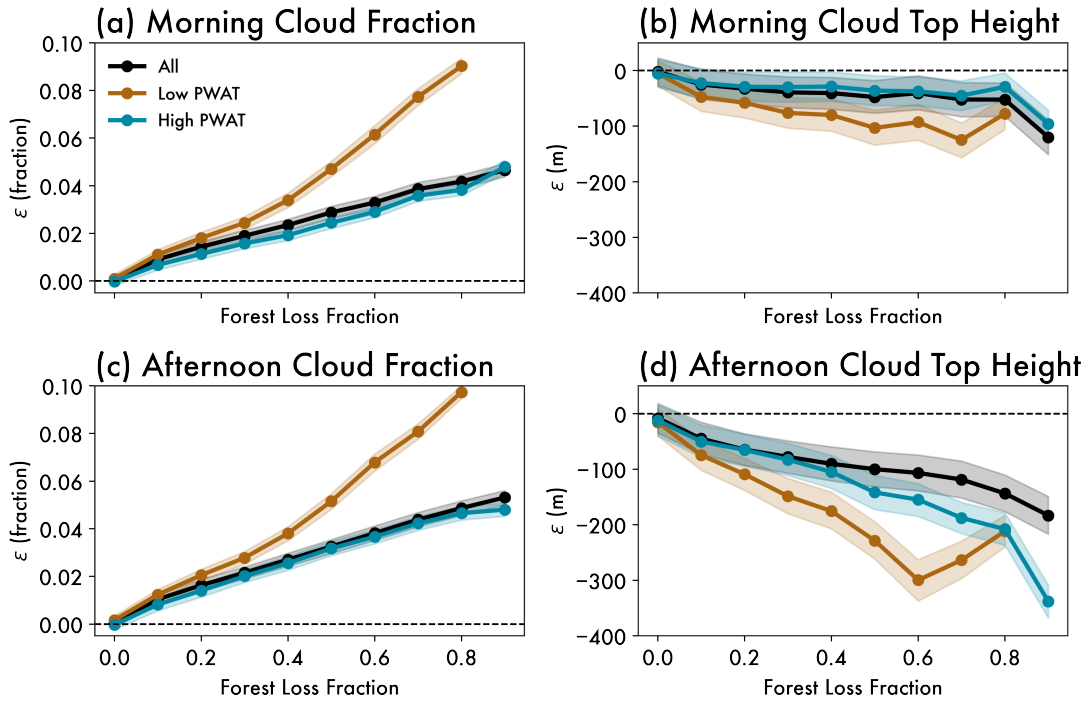 (a) Morning Cloud Fraction
0.10
0.08
0.06
0.04
0.02
0.00
ε (fraction)
All
Low PWAT
High PWAT
Forest Loss Fraction
(b) Morning Cloud Top Height
0
−100
−200
−300
−400
ε (m)
Forest Loss Fraction
(c) Afternoon Cloud Fraction
0.10
0.08
0.06
0.04
0.02
0.00
ε (fraction)
0.0 0.2 0.4 0.6 0.8
Forest Loss Fraction
(d) Afternoon Cloud Top Height
0
−100
−200
−300
−400
ε (m)
0.0 0.2 0.4 0.6 0.8
Forest Loss Fraction